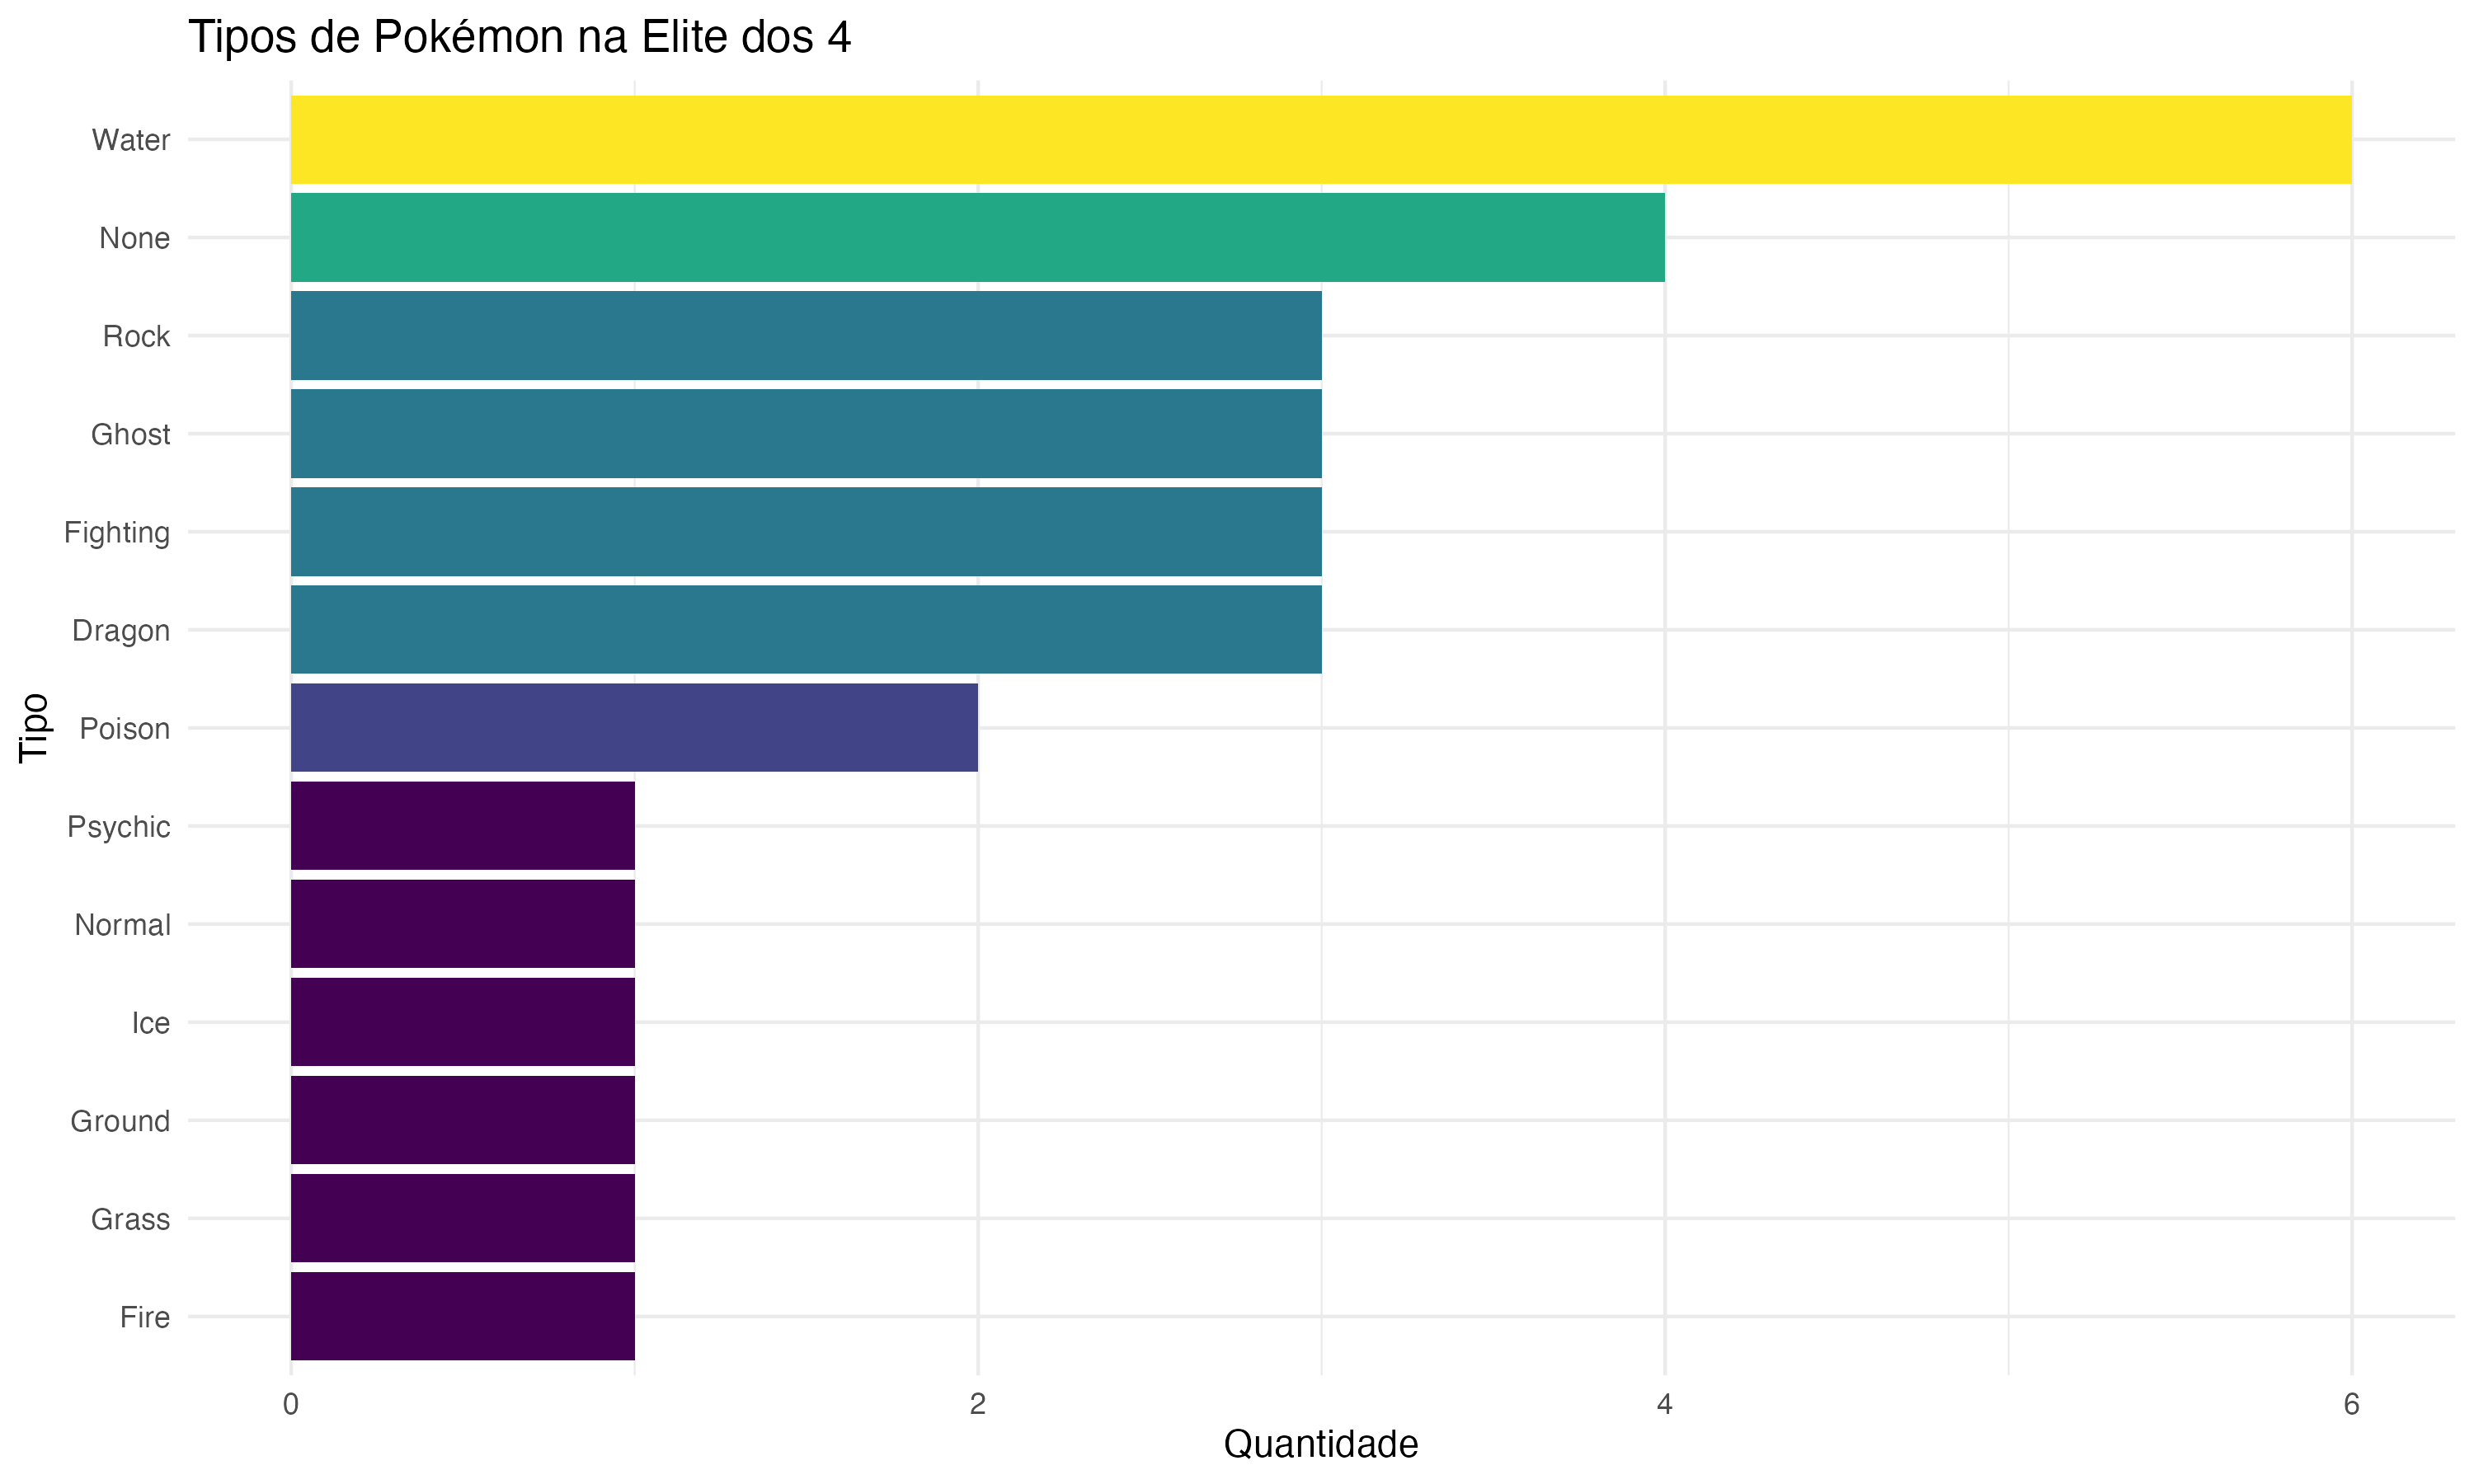 Tipos de Pokémon na Elite dos 4
Tipo
Water
None
Rock
Ghost
Fighting
Dragon
Poison
Psychic
Normal
Ice
Ground
Grass
Fire
0 2 4 6
Quantidade